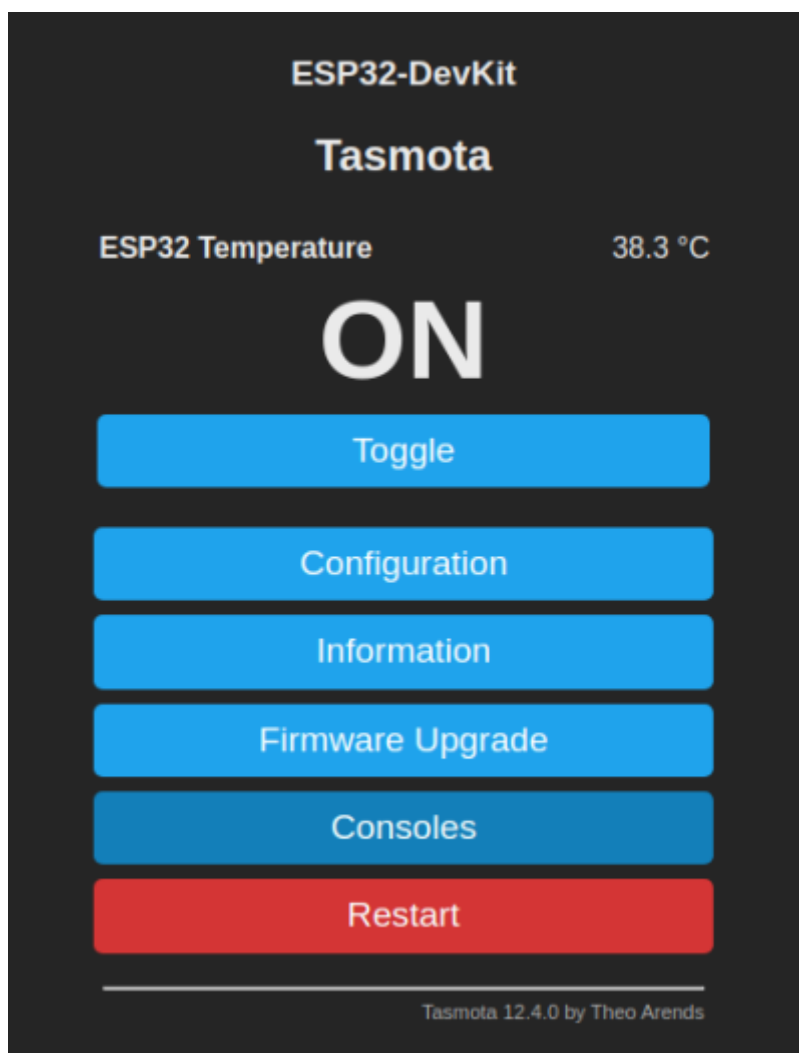 ESP32-DevKit
Tasmota
ESP32 Temperature 38.3 °C
ON
Toggle
Configuration
Information
Firmware Upgrade
Consoles
Restart
Tasmota 12.4.0 by Theo Arends